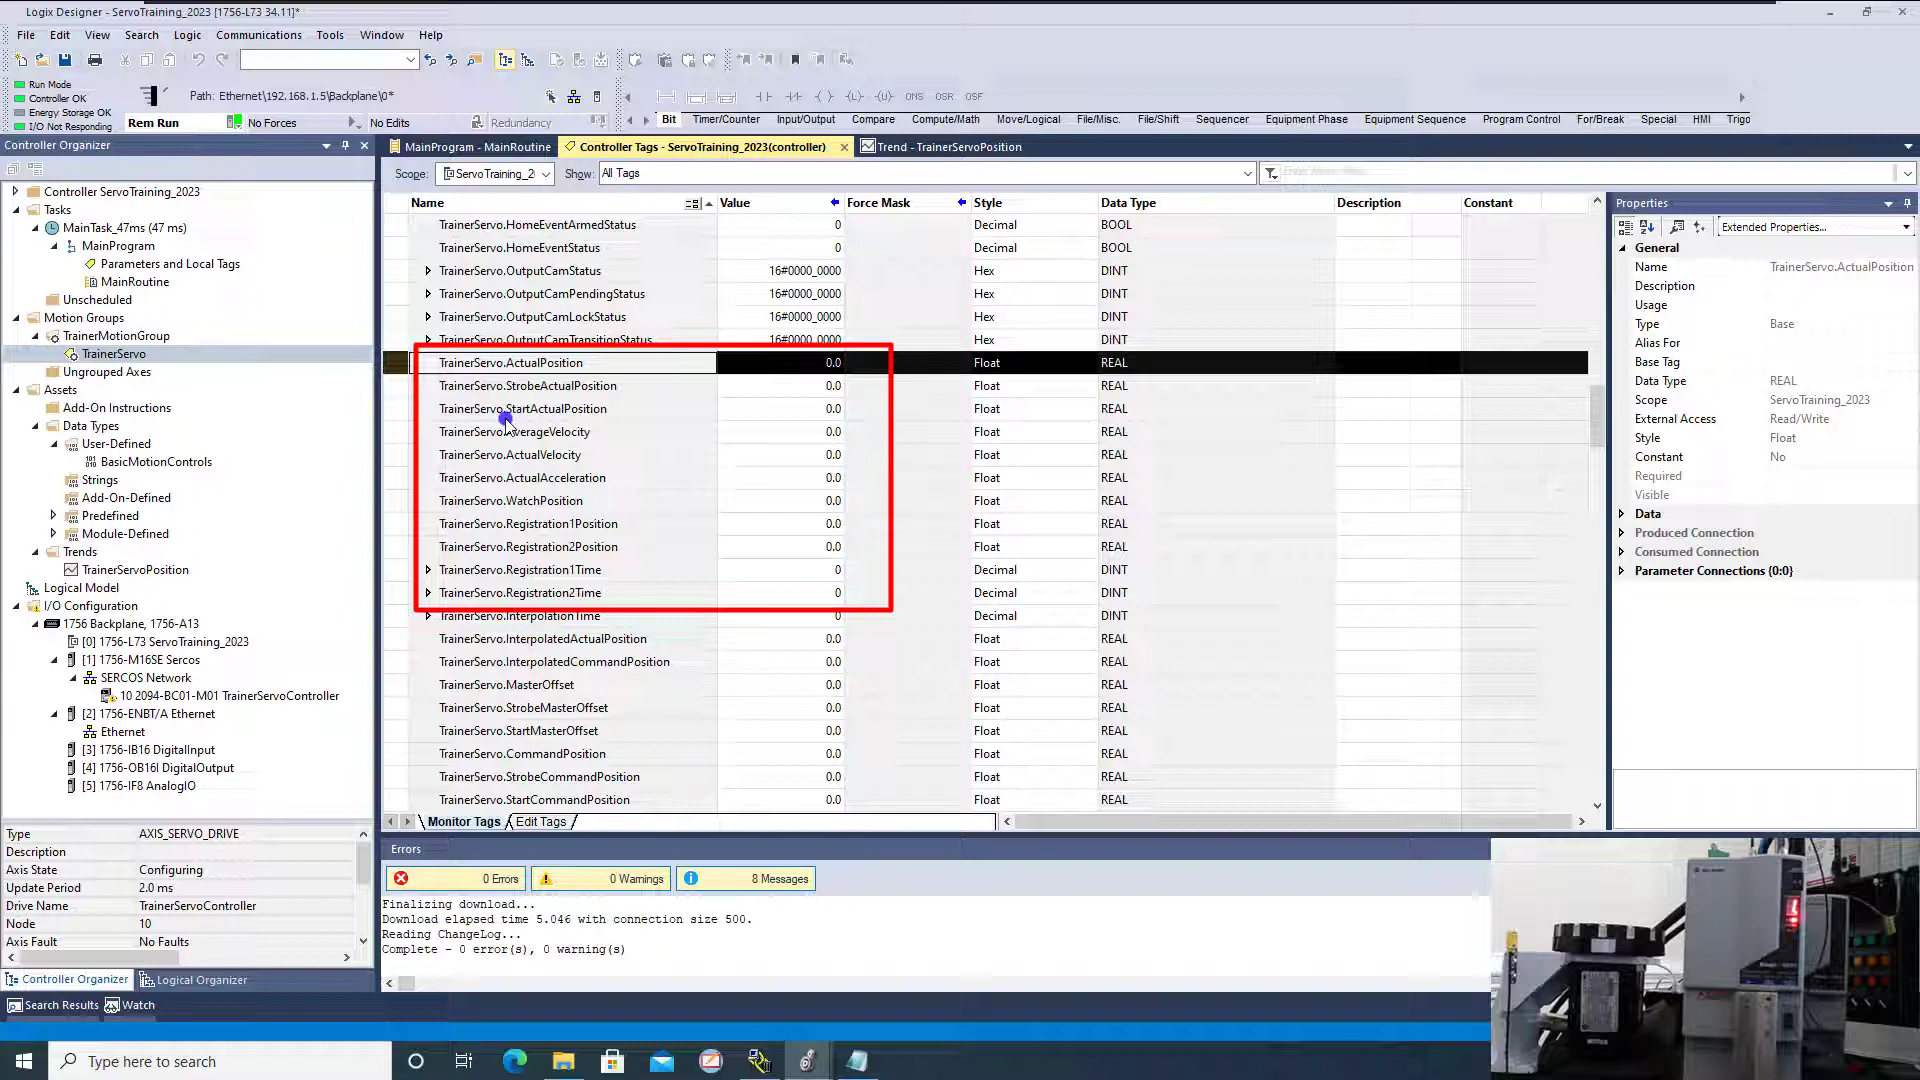 Logix Designer - ServoTraining_2023 [1756-L73 34.11]*
File Edit View Search Logic Communications Tools Window Help
Run Mode
Controller OK
Energy Storage OK
I/O Not Responding
Path: Ethernet\192.168.1.5\Backplane\0*
Rem Run No Forces No Edits Redundancy
ONS OSR OSF
Bit Timer/Counter Input/Output Compare Compute/Math Move/Logical File/Misc. File/Shift Sequencer Equipment Phase Equipment Sequence Program Control For/Break Special HMI Trigo
Controller Organizer
Controller ServoTraining_2023
Tasks
MainTask_47ms (47 ms)
MainProgram
Parameters and Local Tags
MainRoutine
Unscheduled
Motion Groups
TrainerMotionGroup
TrainerServo
Ungrouped Axes
Assets
Add-On Instructions
Data Types
User-Defined
BasicMotionControls
Strings
Add-On-Defined
Predefined
Module-Defined
Trends
TrainerServoPosition
Logical Model
I/O Configuration
1756 Backplane, 1756-A13
[0] 1756-L73 ServoTraining_2023
[1] 1756-M16SE Sercos
SERCOS Network
10 2094-BC01-M01 TrainerServoController
[2] 1756-ENBT/A Ethernet
Ethernet
[3] 1756-IB16 DigitalInput
[4] 1756-OB16I DigitalOutput
[5] 1756-IF8 AnalogIO
Type AXIS_SERVO_DRIVE
Description
Axis State Configuring
Update Period 2.0 ms
Drive Name TrainerServoController
Node 10
Axis Fault No Faults
Controller Organizer Logical Organizer
Search Results Watch
MainProgram - MainRoutine Controller Tags - ServoTraining_2023(controller) Trend - TrainerServoPosition
Scope: ServoTraining_2 Show: All Tags
Name Value Force Mask Style Data Type Description Constant
TrainerServo.HomeEventArmedStatus 0 Decimal BOOL
TrainerServo.HomeEventStatus 0 Decimal BOOL
TrainerServo.OutputCamStatus 16#0000_0000 Hex DINT
TrainerServo.OutputCamPendingStatus 16#0000_0000 Hex DINT
TrainerServo.OutputCamLockStatus 16#0000_0000 Hex DINT
TrainerServo.OutputCamTransitionStatus 16#0000_0000 Hex DINT
TrainerServo.ActualPosition 0.0 Float REAL
TrainerServo.StrobeActualPosition 0.0 Float REAL
TrainerServo.StartActualPosition 0.0 Float REAL
TrainerServo.AverageVelocity 0.0 Float REAL
TrainerServo.ActualVelocity 0.0 Float REAL
TrainerServo.ActualAcceleration 0.0 Float REAL
TrainerServo.WatchPosition 0.0 Float REAL
TrainerServo.Registration1Position 0.0 Float REAL
TrainerServo.Registration2Position 0.0 Float REAL
TrainerServo.Registration1Time 0 Decimal DINT
TrainerServo.Registration2Time 0 Decimal DINT
TrainerServo.InterpolationTime 0 Decimal DINT
TrainerServo.InterpolatedActualPosition 0.0 Float REAL
TrainerServo.InterpolatedCommandPosition 0.0 Float REAL
TrainerServo.MasterOffset 0.0 Float REAL
TrainerServo.StrobeMasterOffset 0.0 Float REAL
TrainerServo.StartMasterOffset 0.0 Float REAL
TrainerServo.CommandPosition 0.0 Float REAL
TrainerServo.StrobeCommandPosition 0.0 Float REAL
TrainerServo.StartCommandPosition 0.0 Float REAL
Monitor Tags Edit Tags
Properties
Extended Properties...
General
Name TrainerServo.ActualPosition
Description
Usage
Type Base
Alias For
Base Tag
Data Type REAL
Scope ServoTraining_2023
External Access Read/Write
Style Float
Constant No
Required
Visible
Data
Produced Connection
Consumed Connection
Parameter Connections {0:0}
Errors
0 Errors 0 Warnings 8 Messages
Finalizing download...
Download elapsed time 5.046 with connection size 500.
Reading ChangeLog...
Complete - 0 error(s), 0 warning(s)
Type here to search